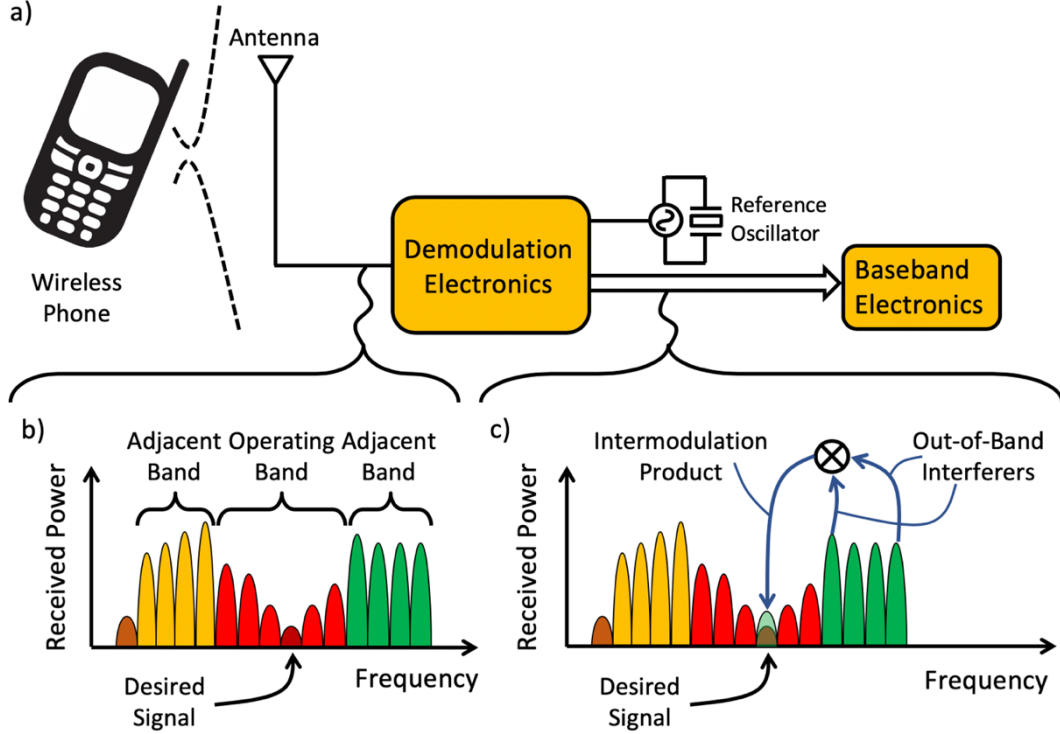 a)
Antenna
Wireless
Phone
Demodulation
Electronics
Reference
Oscillator
Baseband
Electronics
b)
Adjacent Operating Adjacent
Band Band Band
Received Power
Frequency
Desired
Signal
c)
Intermodulation
Product
Out-of-Band
Interferers
Received Power
Frequency
Desired
Signal